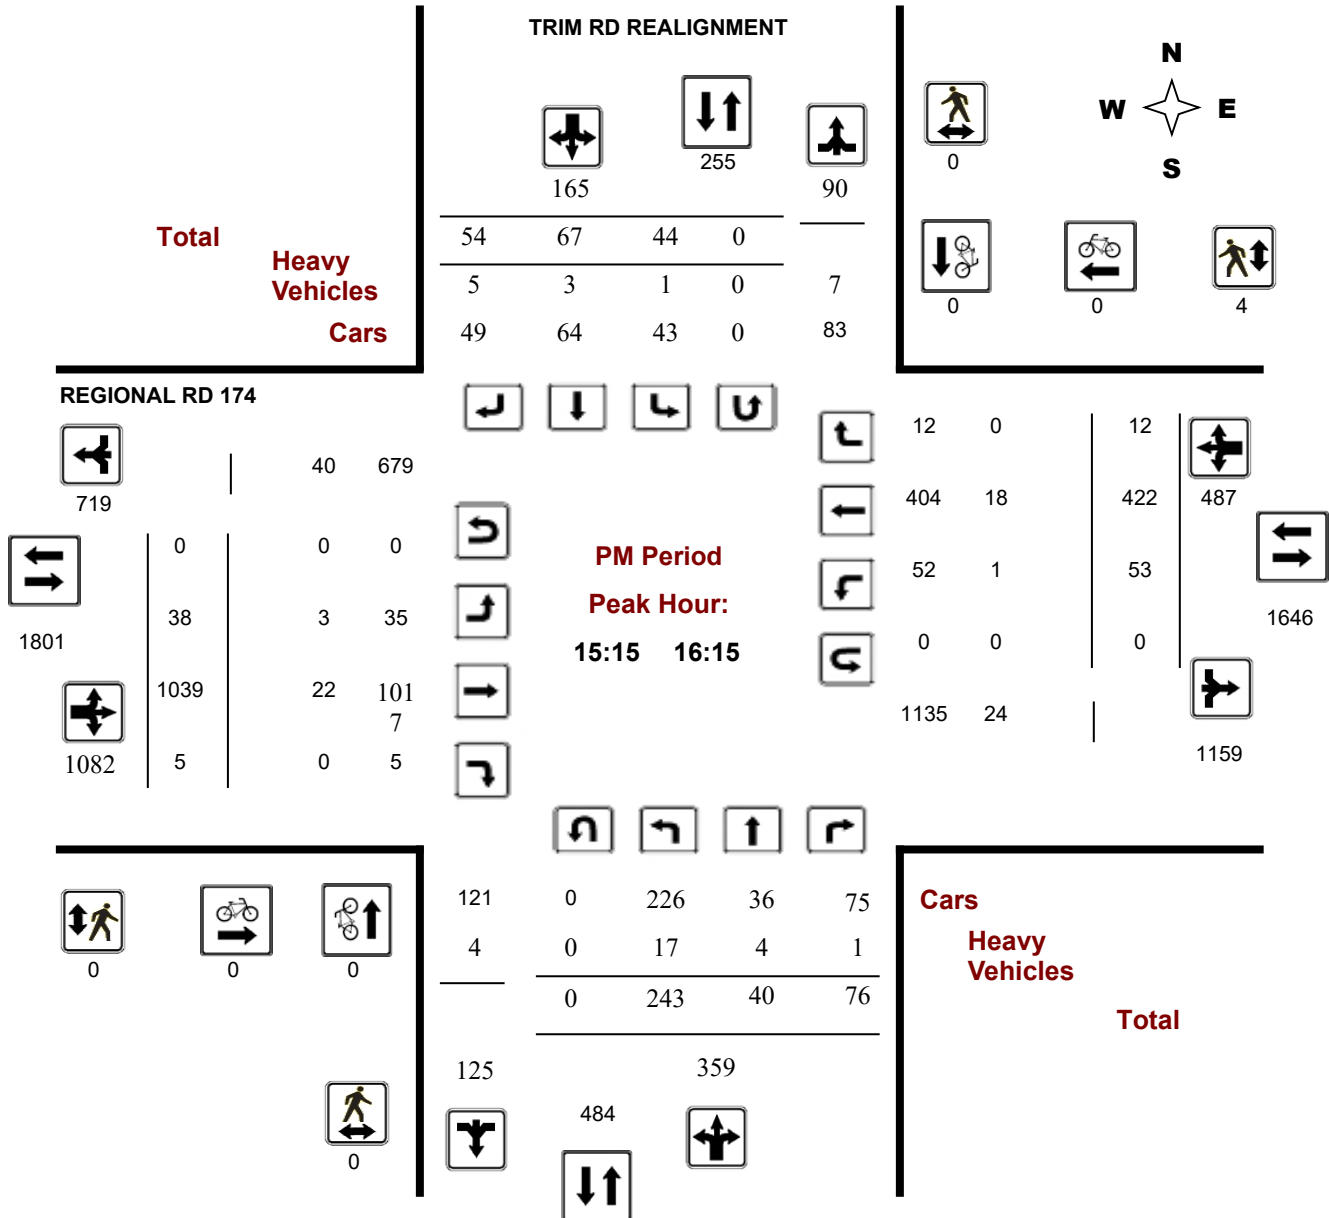 TRIM RD REALIGNMENT
N
W E
S
255
0
165
90
Total
54 67 44 0
Heavy
Vehicles
5 3 1 0 7
0 0 4
Cars
49 64 43 0 83
REGIONAL RD 174
12 0 12
40 679
719
404 18 422 487
0 0 0
PM Period
52 1 53
Peak Hour:
38 3 35
1646
1801
15:15 16:15
0 0 0
1039 22 101
7
1135 24
1082 5 0 5
1159
121 0 226 36 75
Cars
4 0 17 4 1
Heavy
Vehicles
0 0 0
0 243 40 76
Total
125 359
484
0